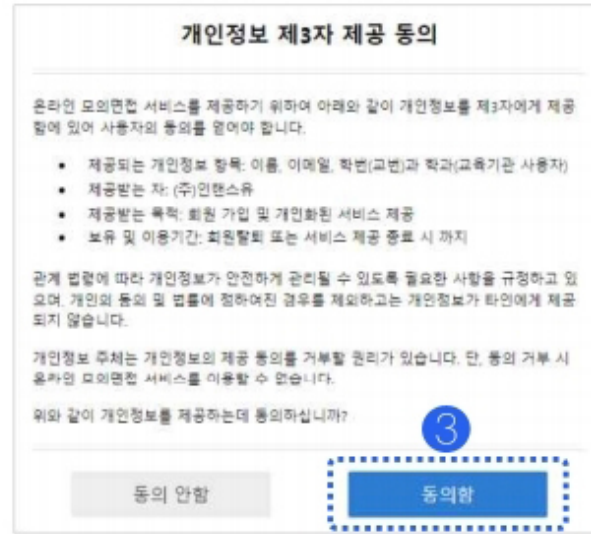 개인정보 제3자 제공 동의
온라인 모의면접 서비스를 제공하기 위하여 아래와 같이 개인정보를 제3자에게 제공
함에 있어 사용자의 동의를 얻어야 합니다.
• 제공되는 개인정보 항목: 이름, 이메일, 학번(교번)과 학과(교육기관 사용자)
• 제공받는 자: (주)인핸스유
• 제공받는 목적: 회원 가입 및 개인화된 서비스 제공
• 보유 및 이용기간: 회원탈퇴 또는 서비스 제공 종료 시 까지
관계 법령에 따라 개인정보가 안전하게 관리될 수 있도록 필요한 사항을 규정하고 있
으며, 개인의 동의 및 법률에 정하여진 경우를 제외하고는 개인정보가 타인에게 제공
되지 않습니다.
개인정보 주체는 개인정보의 제공 동의를 거부할 권리가 있습니다. 단, 동의 거부 시
온라인 모의면접 서비스를 이용할 수 없습니다.
위와 같이 개인정보를 제공하는데 동의하십니까?
3
동의 안함
동의함